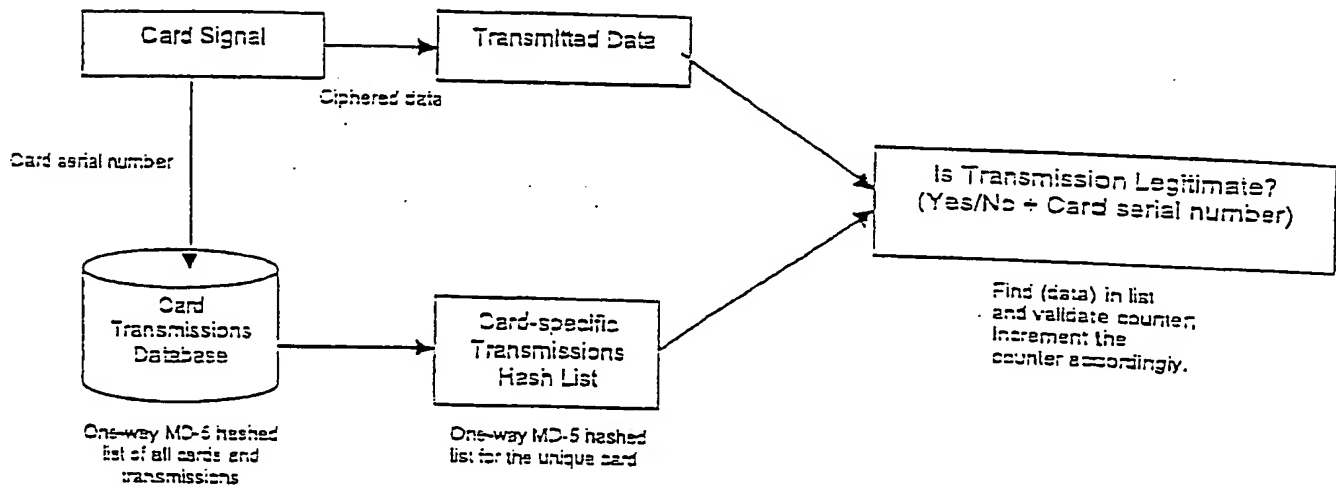 Card Signal
Transmitted Data
Ciphered data
Card serial number
Is Transmission Legitimate?
(Yes/No + Card serial number)
Card
Transmissions
Database
Card-specific
Transmissions
Hash List
Find (data) in list
and validate counter.
Increment the
counter accordingly.
One-way MD-5 hashed
list of all cards and
transmissions
One-way MD-5 hashed
list for the unique card